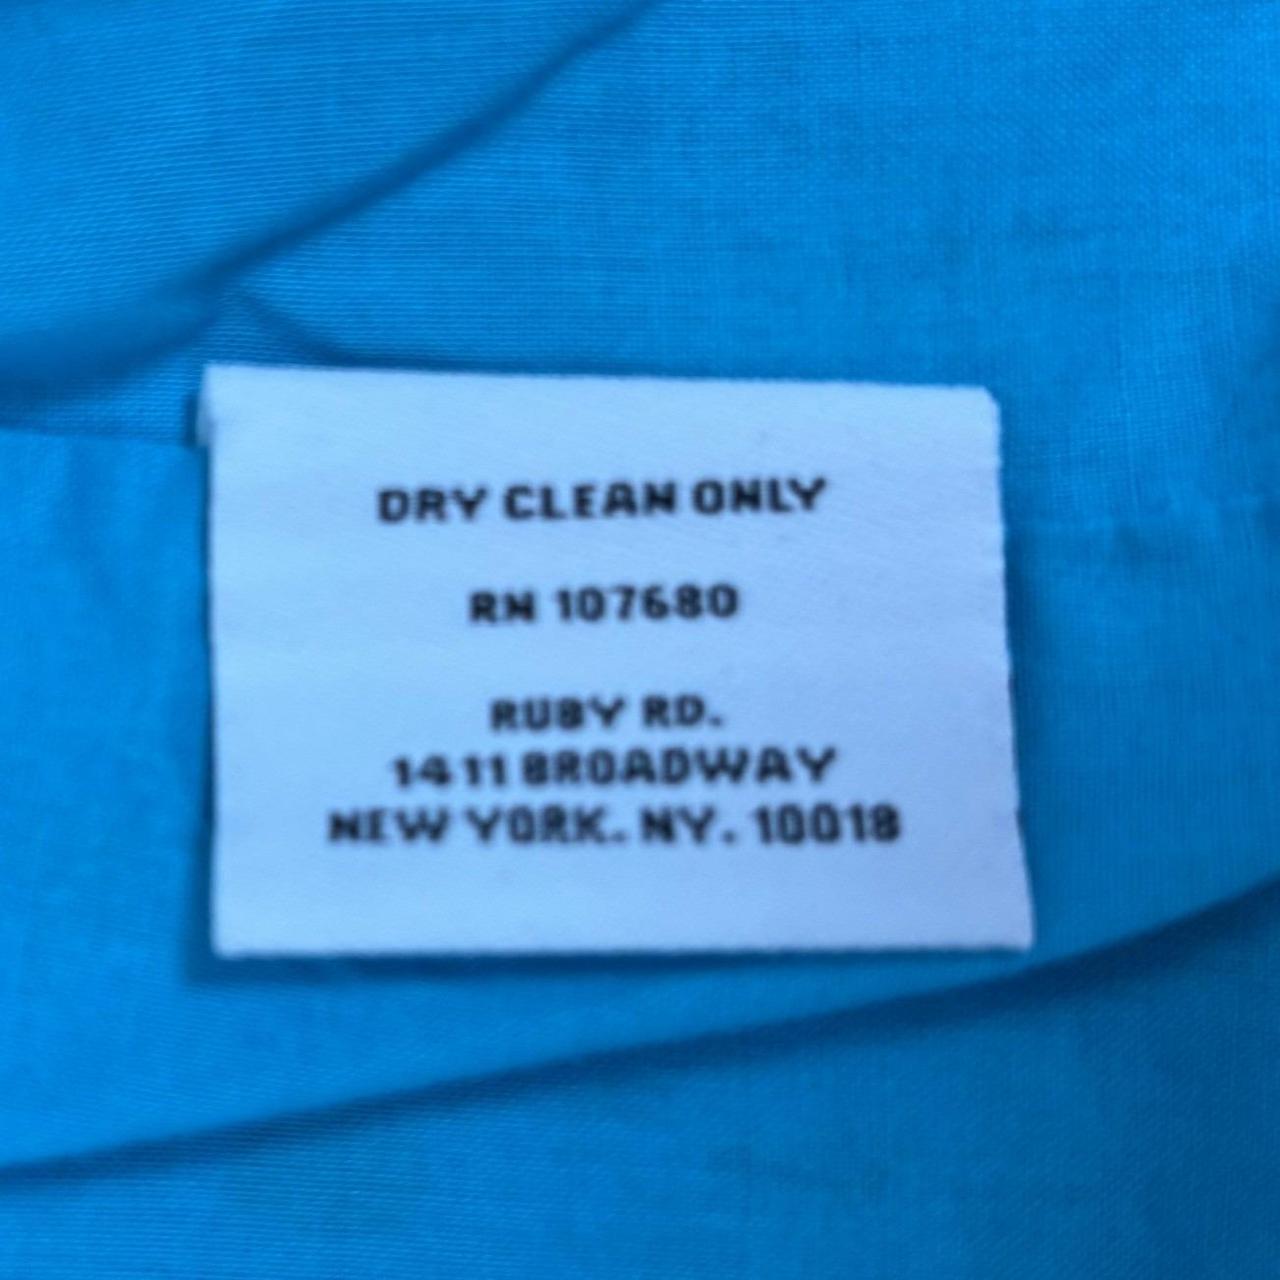 DRY CLEAN ONLY
RN 107680
RUBY RD.
1411 BROADWAY
NEW YORK. NY. 10018